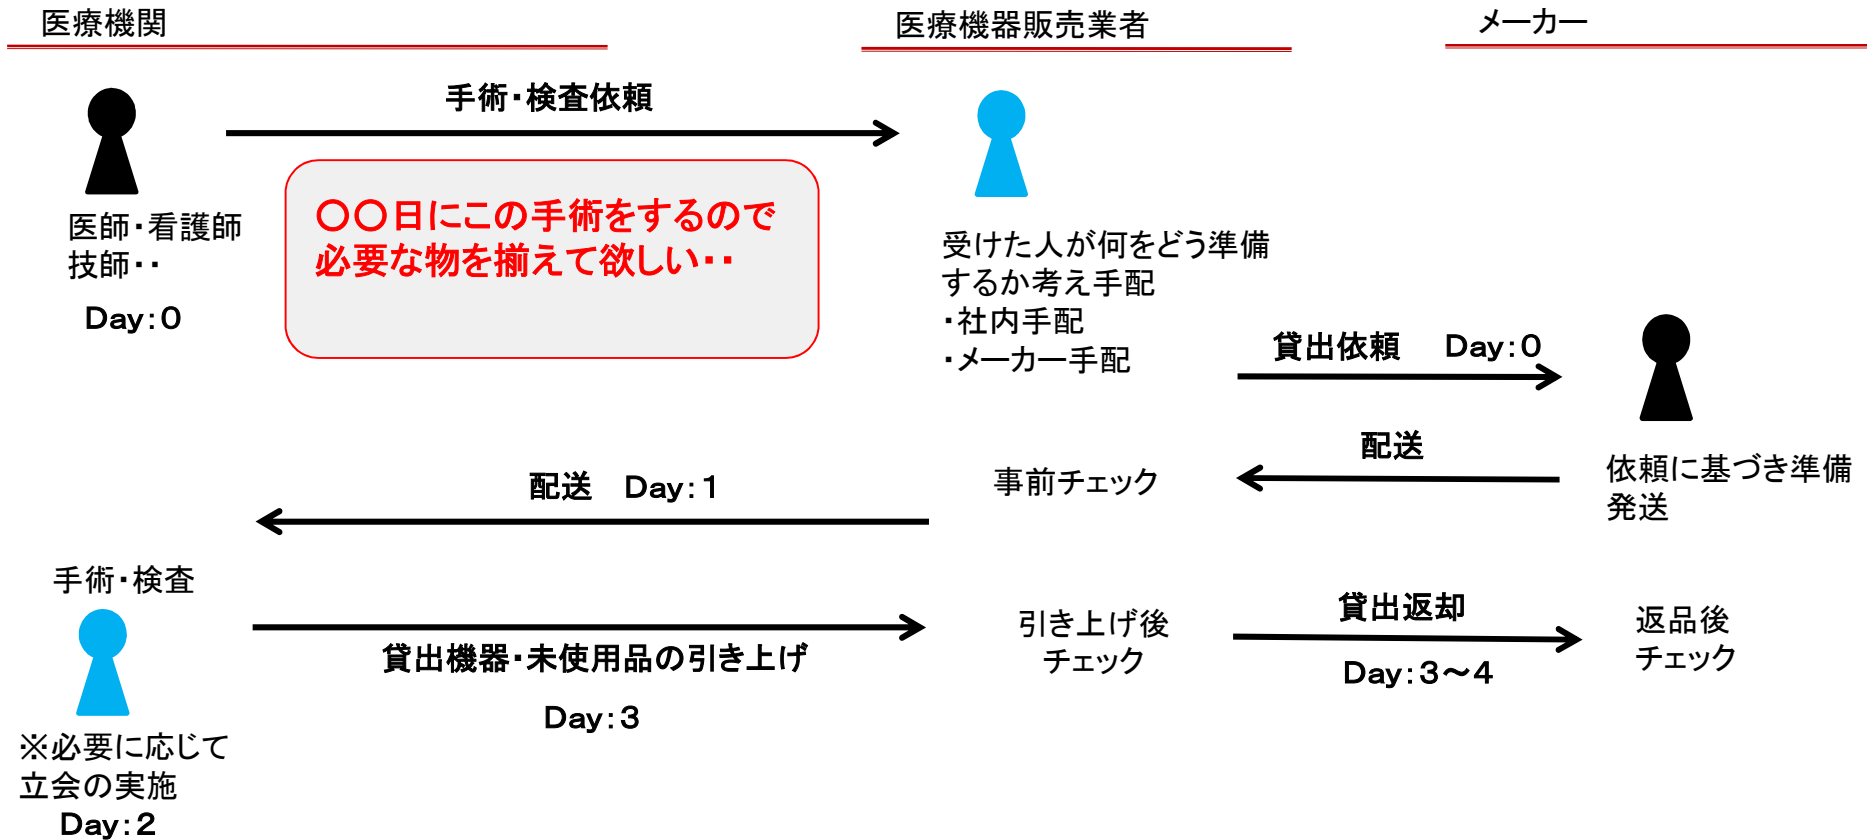 医療機関
医療機器販売業者
メーカー
手術・検査依頼
○○日にこの手術をするので
必要な物を揃えて欲しい・・
医師・看護師
技師・・
Day:0
受けた人が何をどう準備
するか考え手配
・社内手配
・メーカー手配
貸出依頼　Day:0
配送
依頼に基づき準備
発送
事前チェック
配送　Day:1
手術・検査
貸出機器・未使用品の引き上げ
Day:3
引き上げ後
チェック
貸出返却
Day:3～4
返品後
チェック
※必要に応じて
立会の実施
Day:2